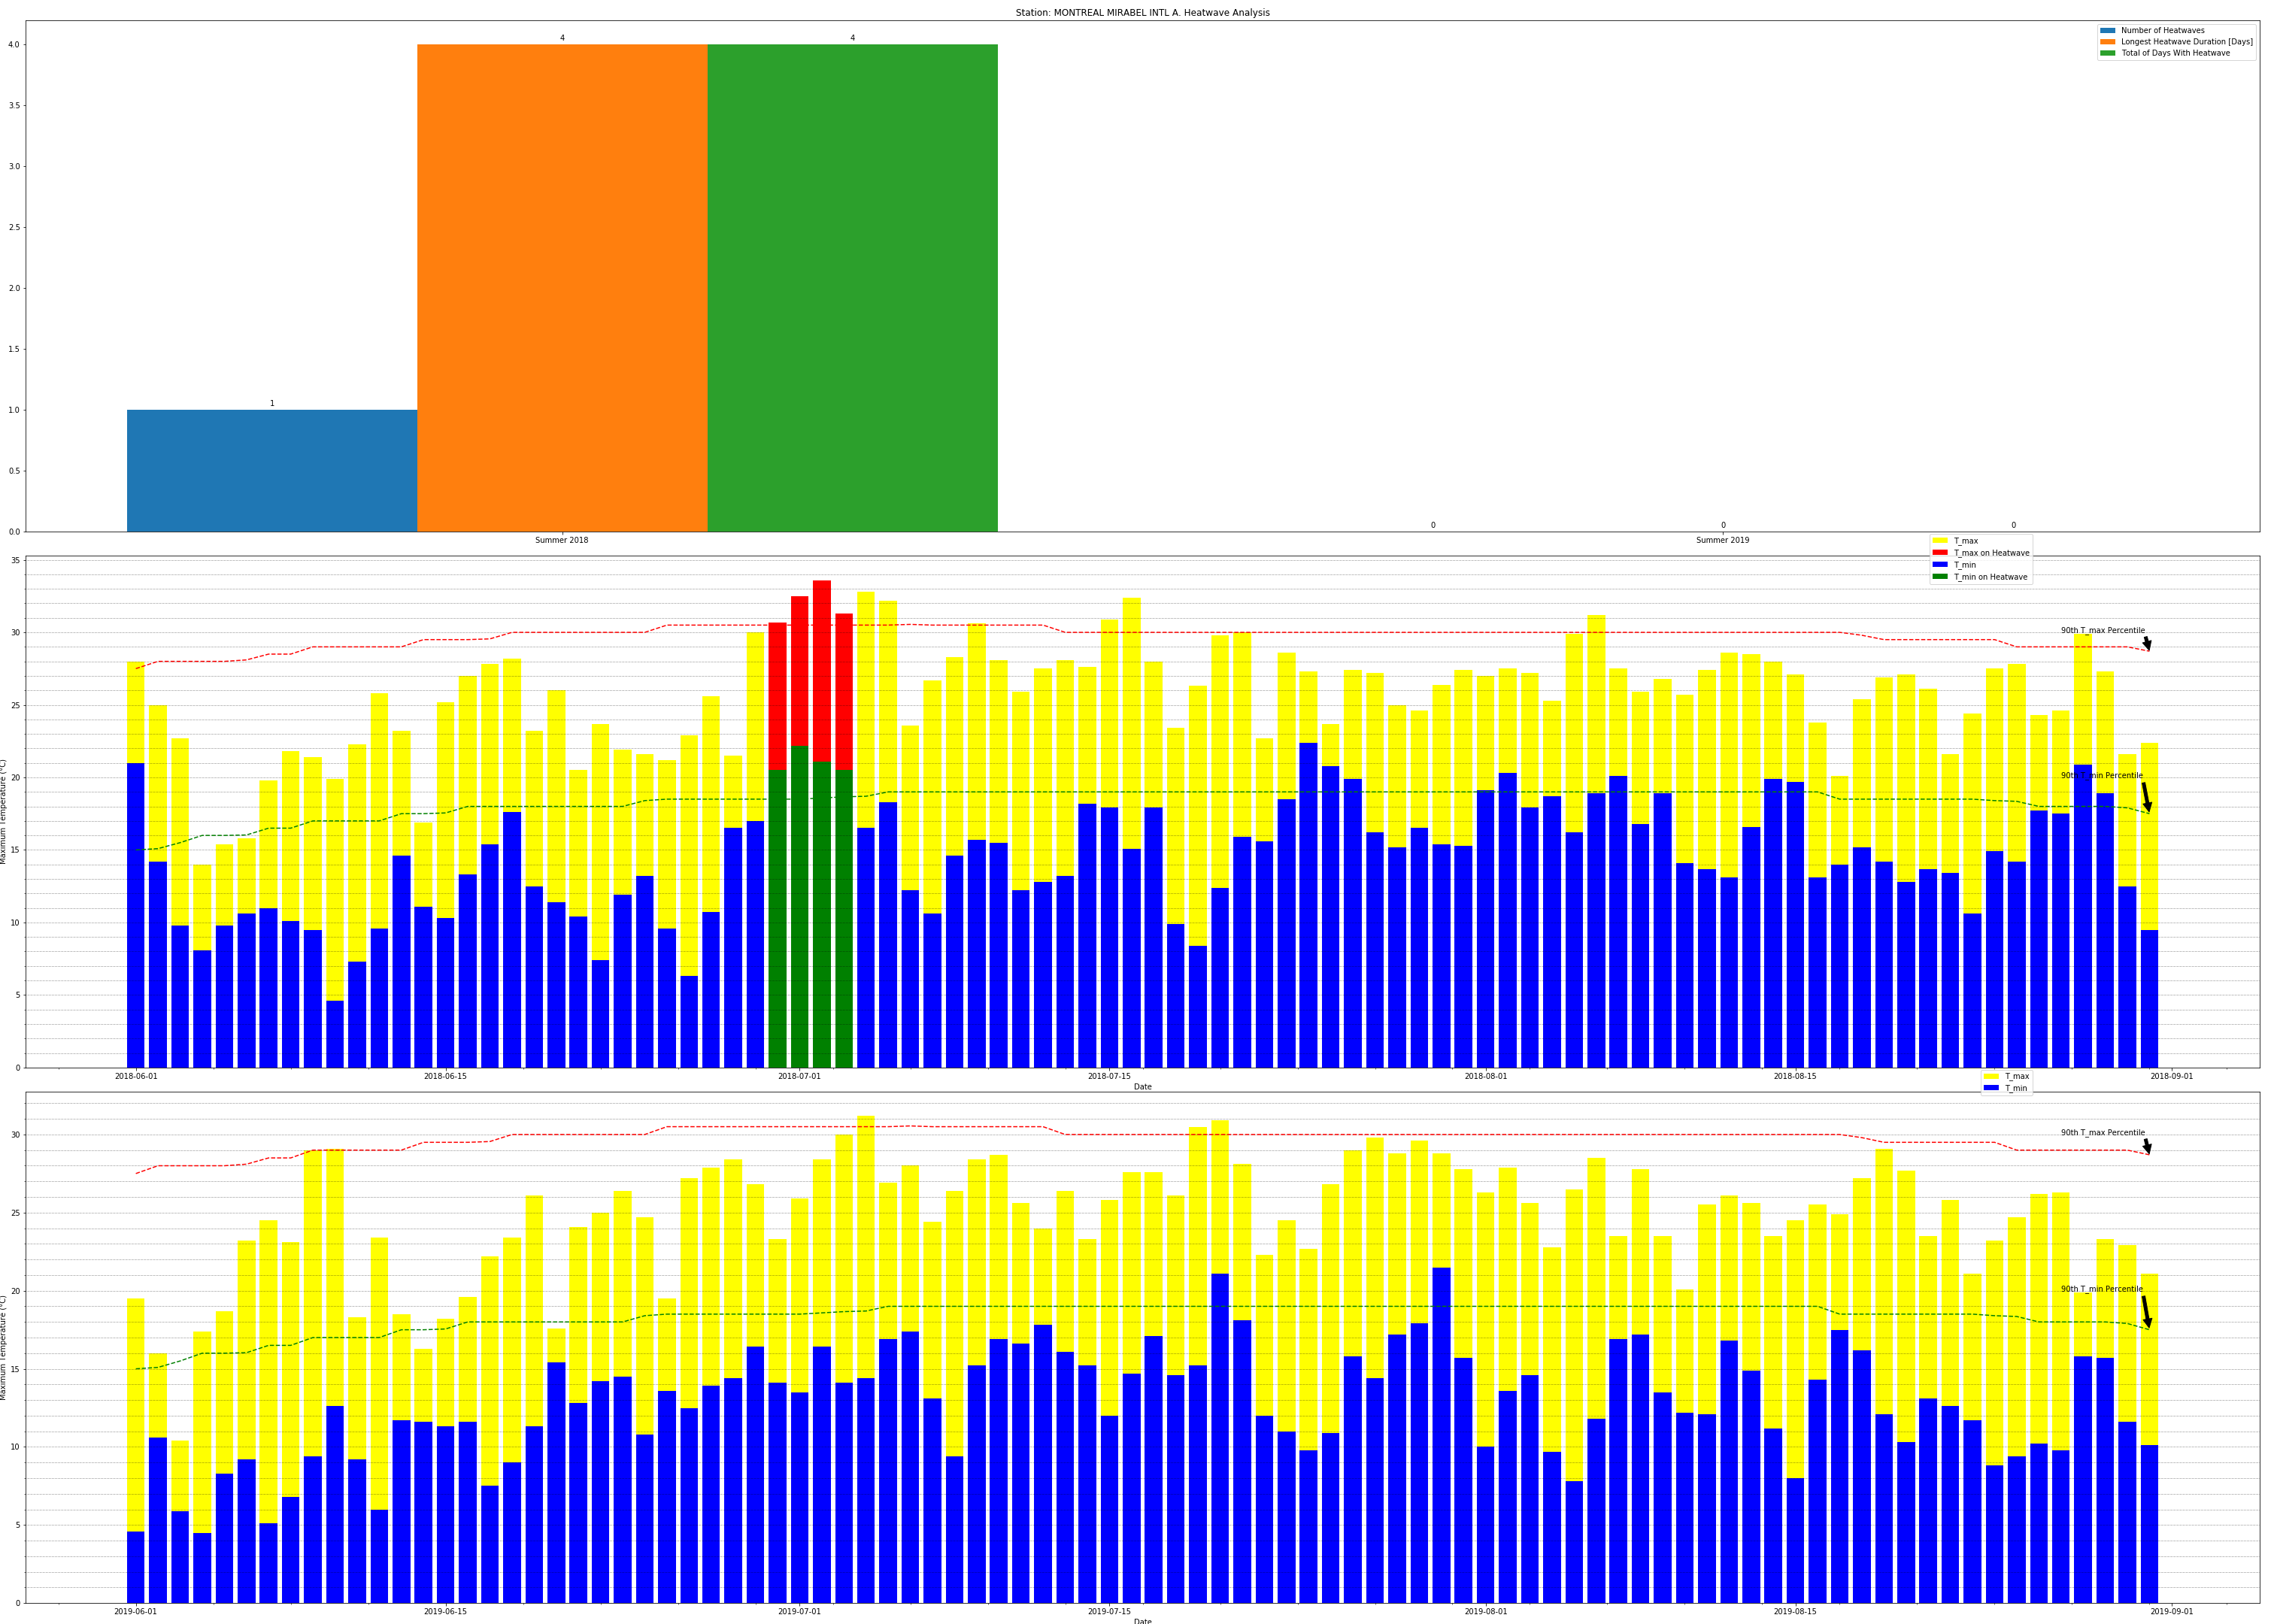 Station: MONTREAL MIRABEL INTL A. Heatwave Analysis
Number of Heatwaves
Longest Heatwave Duration [Days]
Total of Days With Heatwave
4.0
3.5
3.0
2.5
2.0
1.5
1.0
0.5
0.0
1
4
4
0
0
0
Summer 2018
Summer 2019
T_max
T_max on Heatwave
T_min
T_min on Heatwave
Maximum Temperature (°C)
35
30
25
20
15
10
5
0
90th T_max Percentile
90th T_min Percentile
2018-06-01
2018-06-15
2018-07-01
2018-07-15
2018-08-01
2018-08-15
2018-09-01
Date
T_max
T_min
Maximum Temperature (°C)
30
25
20
15
10
5
0
90th T_max Percentile
90th T_min Percentile
2019-06-01
2019-06-15
2019-07-01
2019-07-15
2019-08-01
2019-08-15
2019-09-01
Date